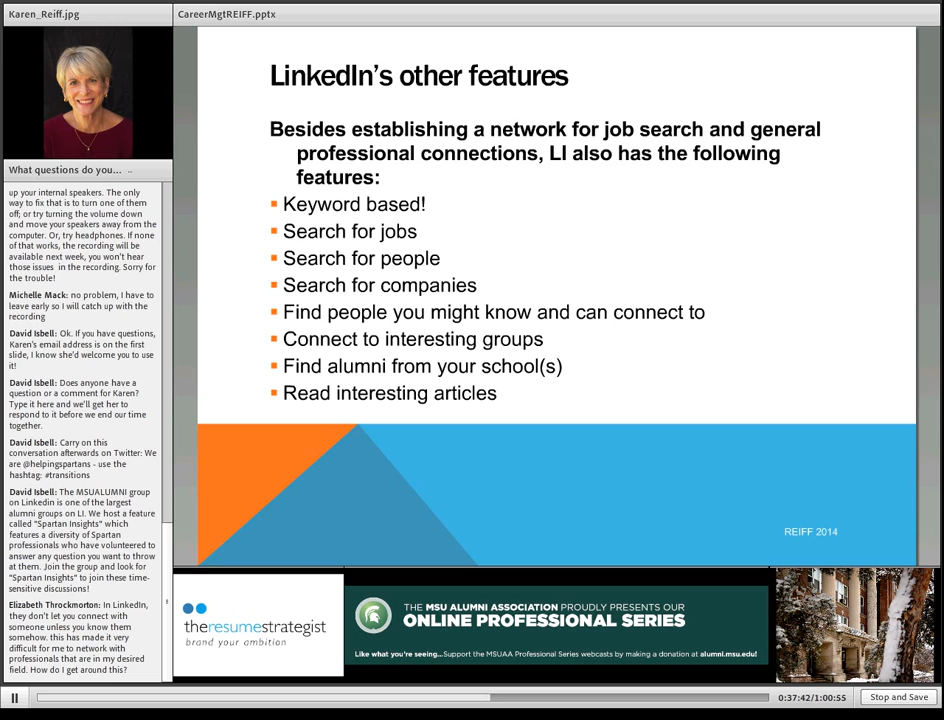 Karen_Reiff.jpg
CareerMgtREIFF.pptx
What questions do you... ..
up your internal speakers. The only
way to fix that is to turn one of them
off; or try turning the volume down
and move your speakers away from the
computer. Or, try headphones. If none
of that works, the recording will be
available next week, you won't hear
those issues in the recording. Sorry for
the trouble!
Michelle Mack: no problem, I have to
leave early so I will catch up with the
recording
David Isbell: Ok. If you have questions,
Karen's email address is on the first
slide, I know she'd welcome you to use
it!
David Isbell: Does anyone have a
question or a comment for Karen?
Type it here and we'll get her to
respond to it before we end our time
together.
David Isbell: Carry on this
conversation afterwards on Twitter: We
are @helpingspartans - use the
hashtag: #transitions
David Isbell: The MSUALUMNI group
on Linkedin is one of the largest
alumni groups on LI. We host a feature
called "Spartan Insights" which
features a diversity of Spartan
professionals who have volunteered to
answer any question you want to throw
at them. Join the group and look for
"Spartan Insights" to join these time-
sensitive discussions!
Elizabeth Throckmorton: In LinkedIn,
they don't let you connect with
someone unless you know them
somehow. this has made it very
difficult for me to network with
professionals that are in my desired
field. How do I get around this?
LinkedIn's other features
Besides establishing a network for job search and general
professional connections, LI also has the following
features:
Keyword based!
Search for jobs
Search for people
Search for companies
Find people you might know and can connect to
Connect to interesting groups
Find alumni from your school(s)
Read interesting articles
REIFF 2014
theresumestrategist
brand your ambition
THE MSU ALUMNI ASSOCIATION PROUDLY PRESENTS OUR
ONLINE PROFESSIONAL SERIES
Like what you're seeing...Support the MSUAA Professional Series webcasts by making a donation at alumni.msu.edu!
0:37:42/1:00:55
Stop and Save